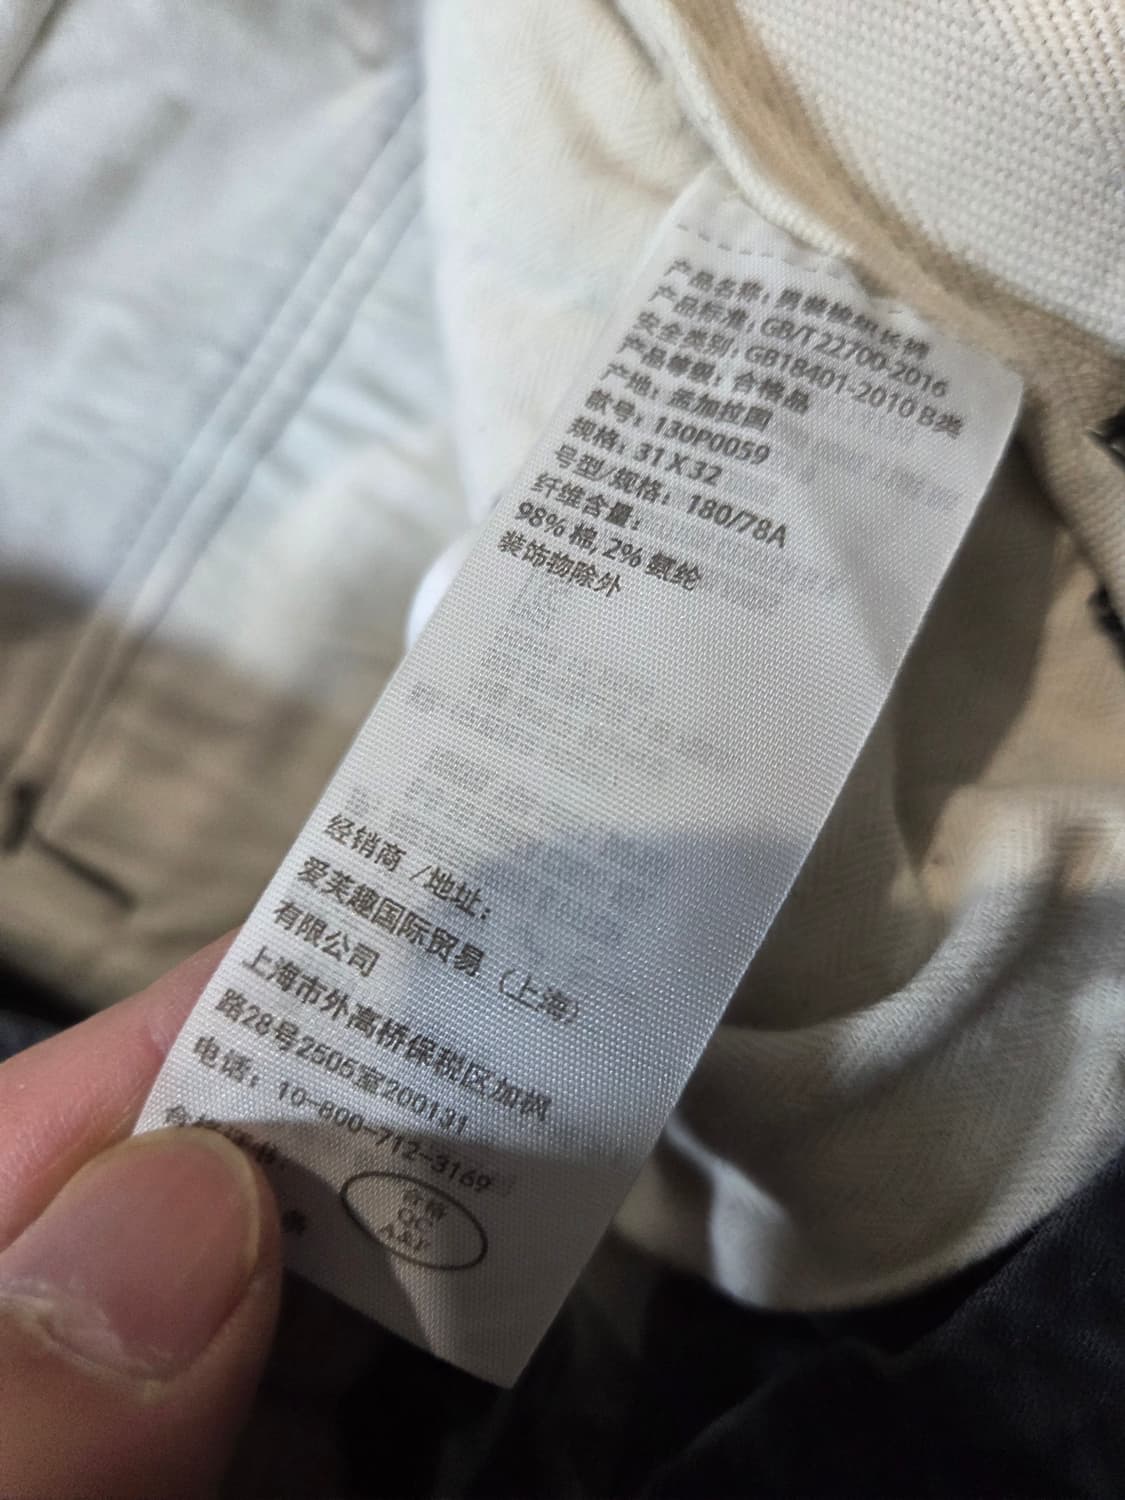 产品名称：男装梭织长裤
产品标准：GB/T22700-2016
安全类别：GB18401-2010 B类
产品等级：合格品
产地：孟加拉国
款号：130P0059
规格：31 X 32
号型/规格：180/78A
纤维含量：
98% 棉, 2% 氨纶
装饰物除外
经销商 /地址：
爱芙趣国际贸易（上海）
有限公司
上海市外高桥保税区加枫
路28号2505室200131
电话：10-800-712-3169
合格
QC
A&F